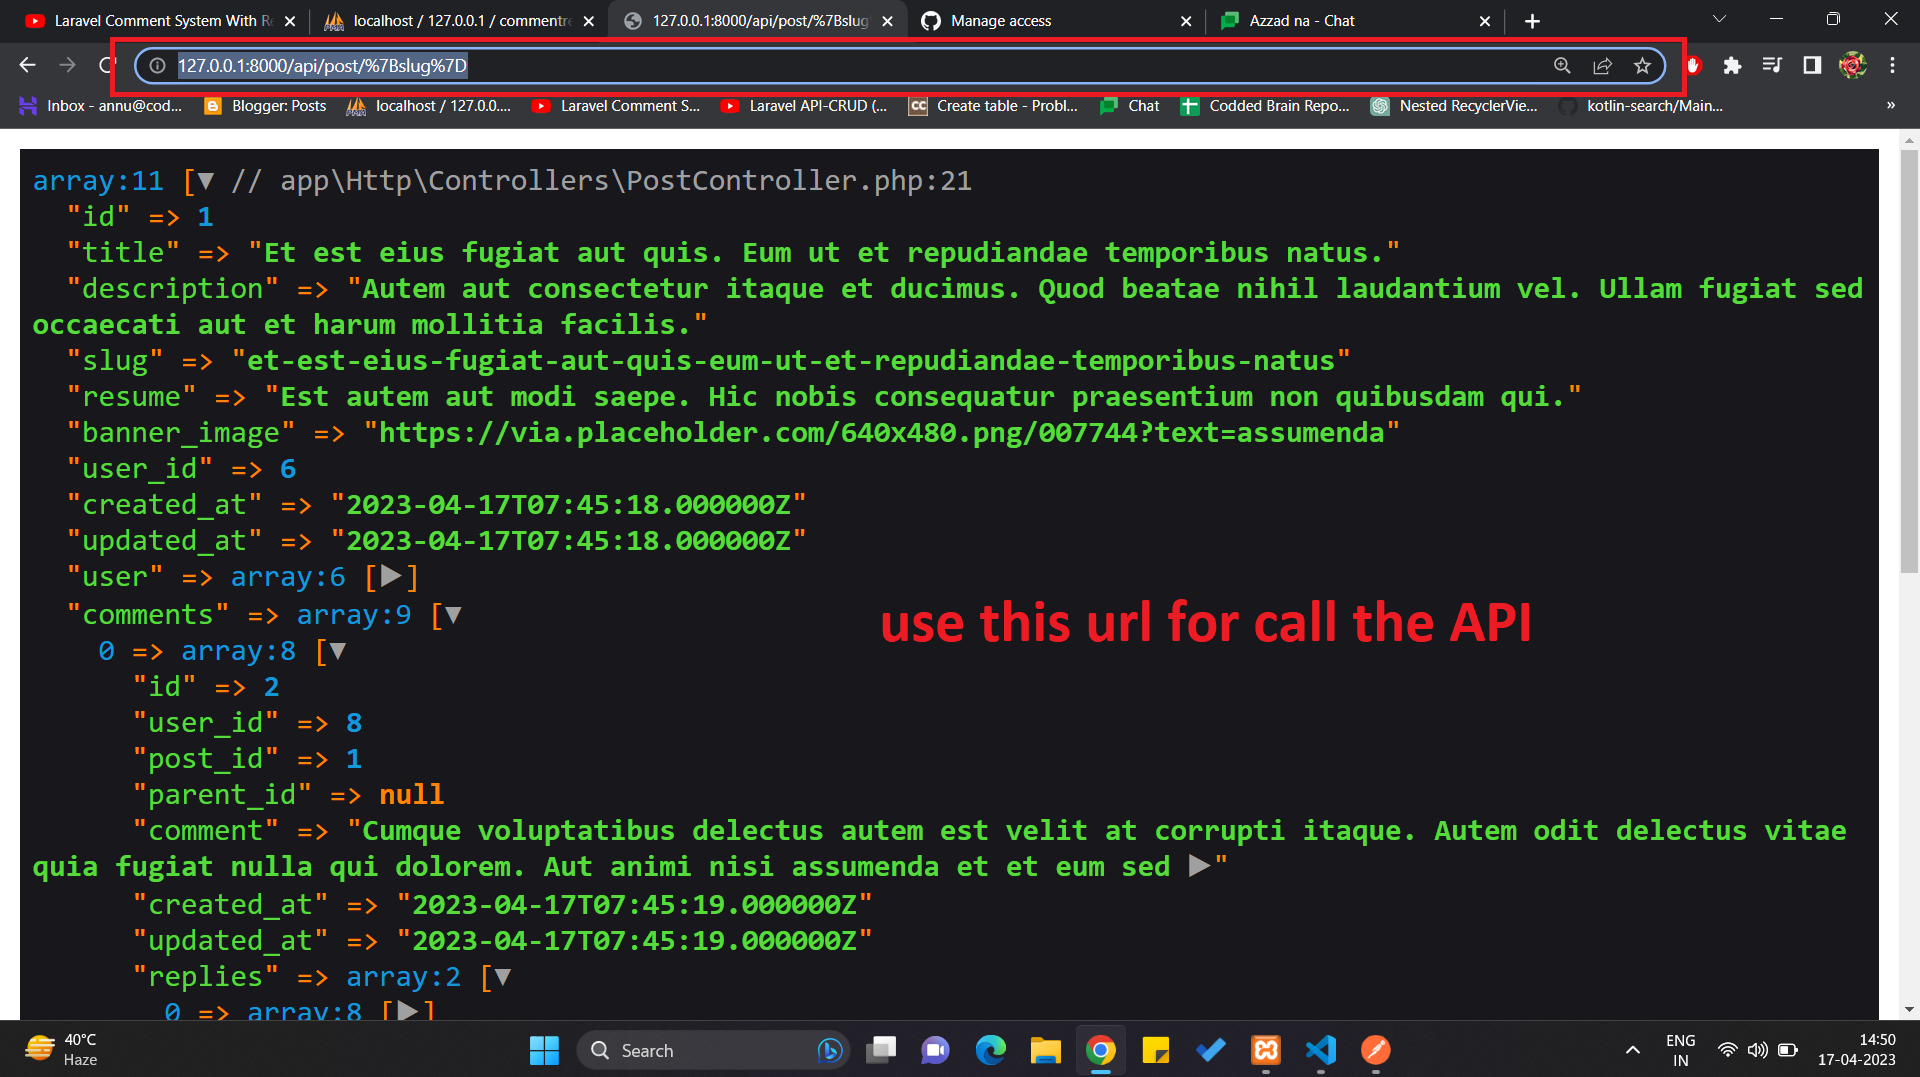 Laravel Comment System With Re
localhost / 127.0.0.1 / commentre
127.0.0.1:8000/api/post/%7Bslug
Manage access
Azzad na - Chat
127.0.0.1:8000/api/post/%7Bslug%7D
Inbox - annu@cod...
Blogger: Posts
localhost / 127.0.0....
Laravel Comment S...
Laravel API-CRUD (...
Create table - Probl...
Chat
Codded Brain Repo...
Nested RecyclerVie...
kotlin-search/Main...
»
array:11 [▼ // app\Http\Controllers\PostController.php:21
"id" => 1
"title" => "Et est eius fugiat aut quis. Eum ut et repudiandae temporibus natus."
"description" => "Autem aut consectetur itaque et ducimus. Quod beatae nihil laudantium vel. Ullam fugiat sed
occaecati aut et harum mollitia facilis."
"slug" => "et-est-eius-fugiat-aut-quis-eum-ut-et-repudiandae-temporibus-natus"
"resume" => "Est autem aut modi saepe. Hic nobis consequatur praesentium non quibusdam qui."
"banner_image" => "https://via.placeholder.com/640x480.png/007744?text=assumenda"
"user_id" => 6
"created_at" => "2023-04-17T07:45:18.000000Z"
"updated_at" => "2023-04-17T07:45:18.000000Z"
"user" => array:6 [▶]
"comments" => array:9 [▼
use this url for call the API
0 => array:8 [▼
"id" => 2
"user_id" => 8
"post_id" => 1
"parent_id" => null
"comment" => "Cumque voluptatibus delectus autem est velit at corrupti itaque. Autem odit delectus vitae
quia fugiat nulla qui dolorem. Aut animi nisi assumenda et et eum sed ▶"
"created_at" => "2023-04-17T07:45:19.000000Z"
"updated_at" => "2023-04-17T07:45:19.000000Z"
"replies" => array:2 [▼
0 => array:8 [▶]
40°C
Haze
Search
ENG
IN
14:50
17-04-2023